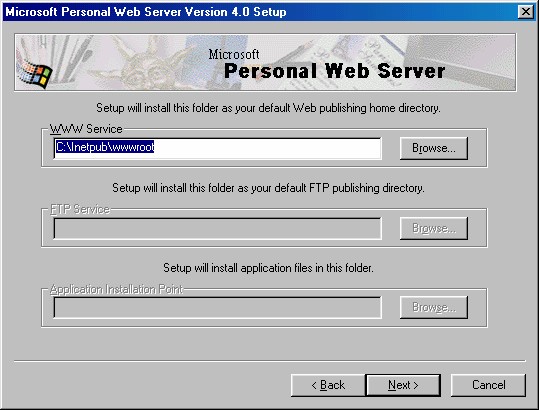 Microsoft Personal Web Server Version 4.0 Setup
Microsoft
Personal Web Server
Setup will install this folder as your default Web publishing home directory.
WWW Service
C:\Inetpub\wwwroot
Browse...
Setup will install this folder as your default FTP publishing directory.
FTP Service
Browse...
Setup will install application files in this folder.
Application Installation Point
Browse...
< Back
Next >
Cancel